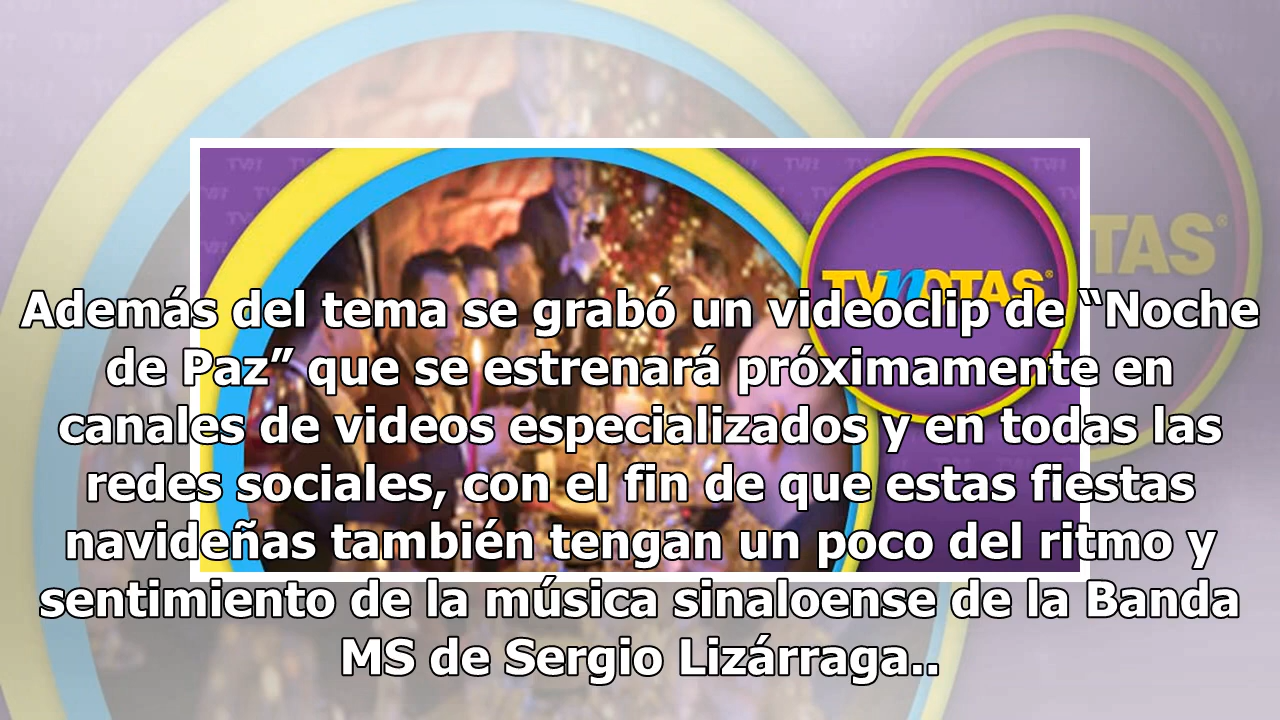 TVnOTAS®
TAS®
Además del tema se grabó un videoclip de “Noche
de Paz” que se estrenará próximamente en
canales de videos especializados y en todas las
redes sociales, con el fin de que estas fiestas
navideñas también tengan un poco del ritmo y
sentimiento de la música sinaloense de la Banda
MS de Sergio Lizárraga..